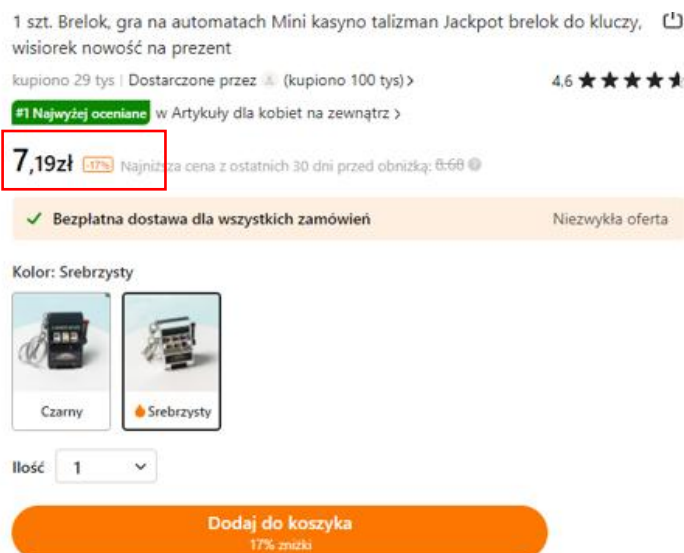 1 szt. Brelok, gra na automatach Mini kasyno talizman Jackpot brelok do kluczy,
wisiorek nowość na prezent
kupiono 29 tys | Dostarczone przez (kupiono 100 tys) >
4,6
#1 Najwyżej oceniane w Artykuły dla kobiet na zewnątrz >
7,19zł -17% Najniższa cena z ostatnich 30 dni przed obniżką: 8.68
Bezpłatna dostawa dla wszystkich zamówień
Niezwykła oferta
Kolor: Srebrzysty
Czarny
Srebrzysty
Ilość 1
Dodaj do koszyka
17% zniżki